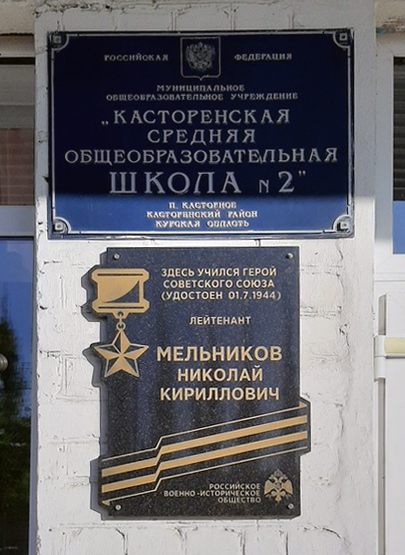 РОССИЙСКАЯ ФЕДЕРАЦИЯ
МУНИЦИПАЛЬНОЕ
ОБЩЕОБРАЗОВАТЕЛЬНОЕ УЧРЕЖДЕНИЕ
„КАСТОРЕНСКАЯ
СРЕДНЯЯ
ОБЩЕОБРАЗОВАТЕЛЬНАЯ
ШКОЛА N 2"
П. КАСТОРНОЕ
КАСТОРЕНСКИЙ РАЙОН
КУРСКАЯ ОБЛАСТЬ
ЗДЕСЬ УЧИЛСЯ ГЕРОЙ
СОВЕТСКОГО СОЮЗА
(УДОСТОЕН 01.7.1944)
ЛЕЙТЕНАНТ
МЕЛЬНИКОВ
НИКОЛАЙ
КИРИЛЛОВИЧ
РОССИЙСКОЕ
ВОЕННО-ИСТОРИЧЕСКОЕ
ОБЩЕСТВО